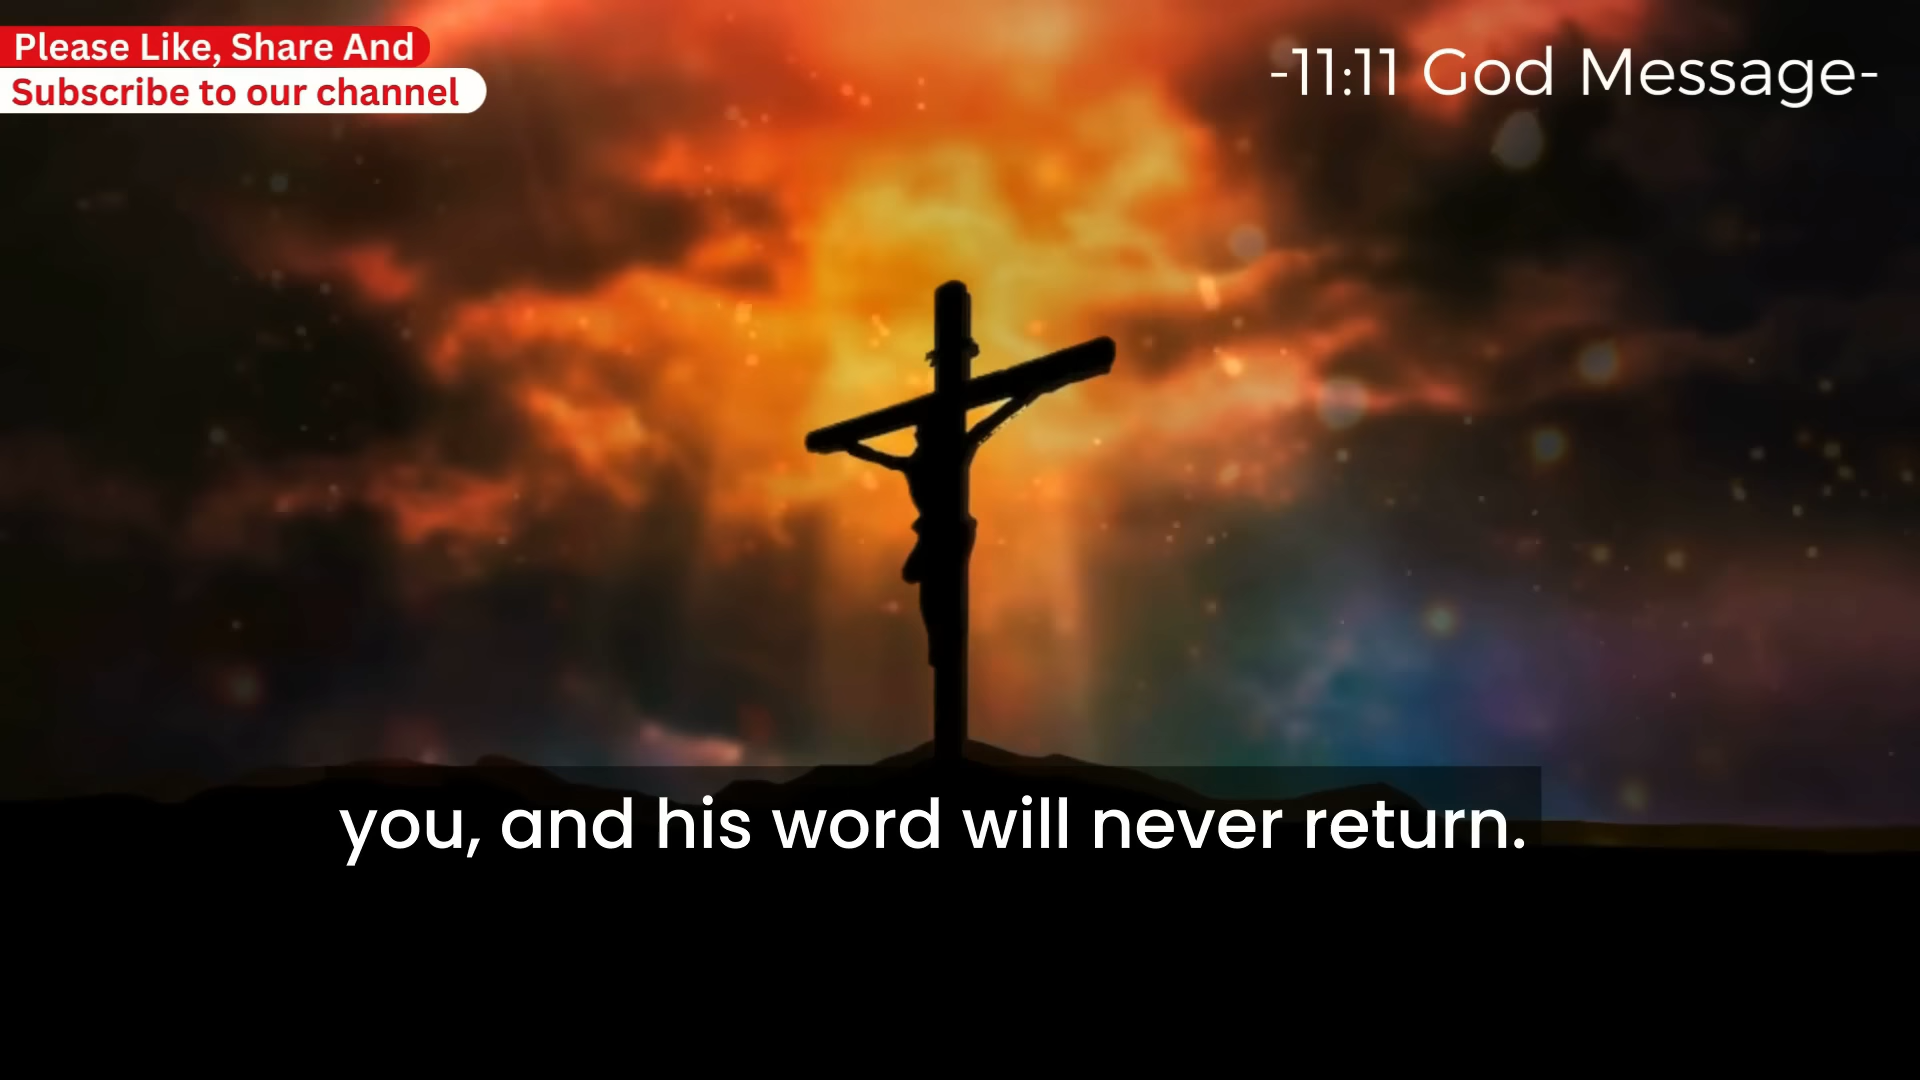 Please Like, Share And
Subscribe to our channel
-11:11 God Message-
you, and his word will never return.